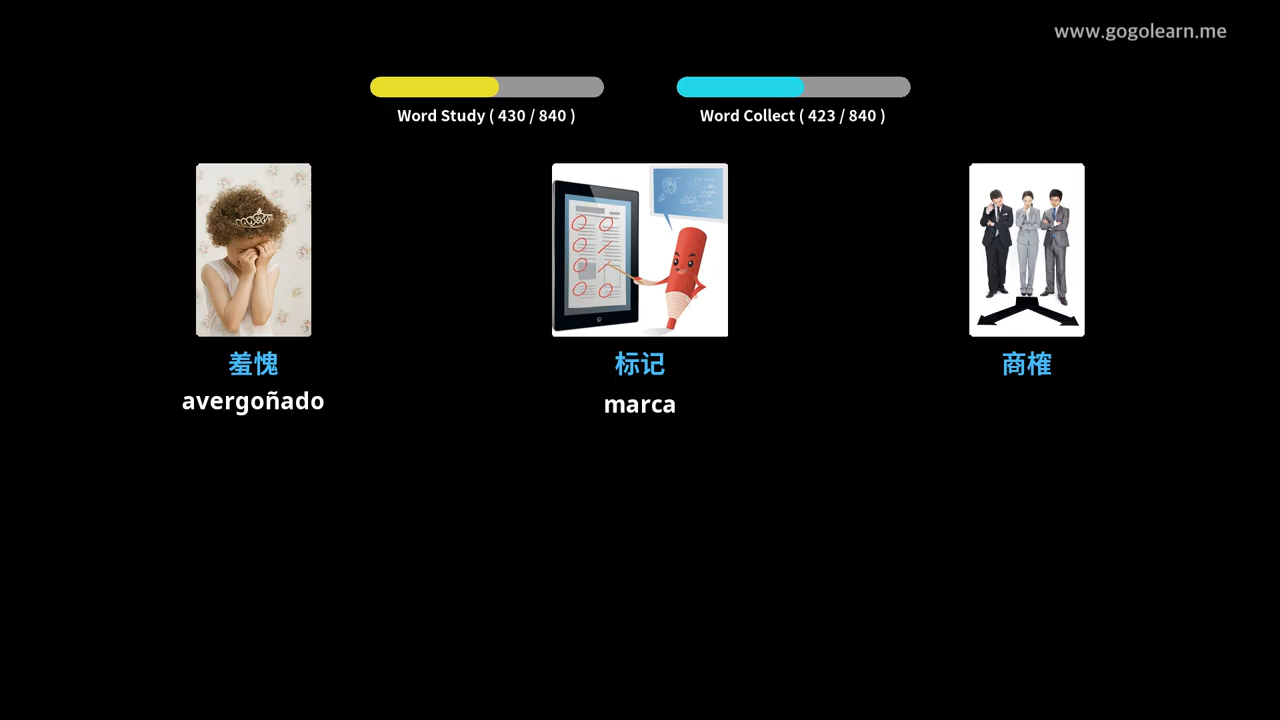 www.gogolearn.me
Word Study ( 430 / 840 )
Word Collect ( 423 / 840 )
羞愧
标记
商榷
avergoñado
marca